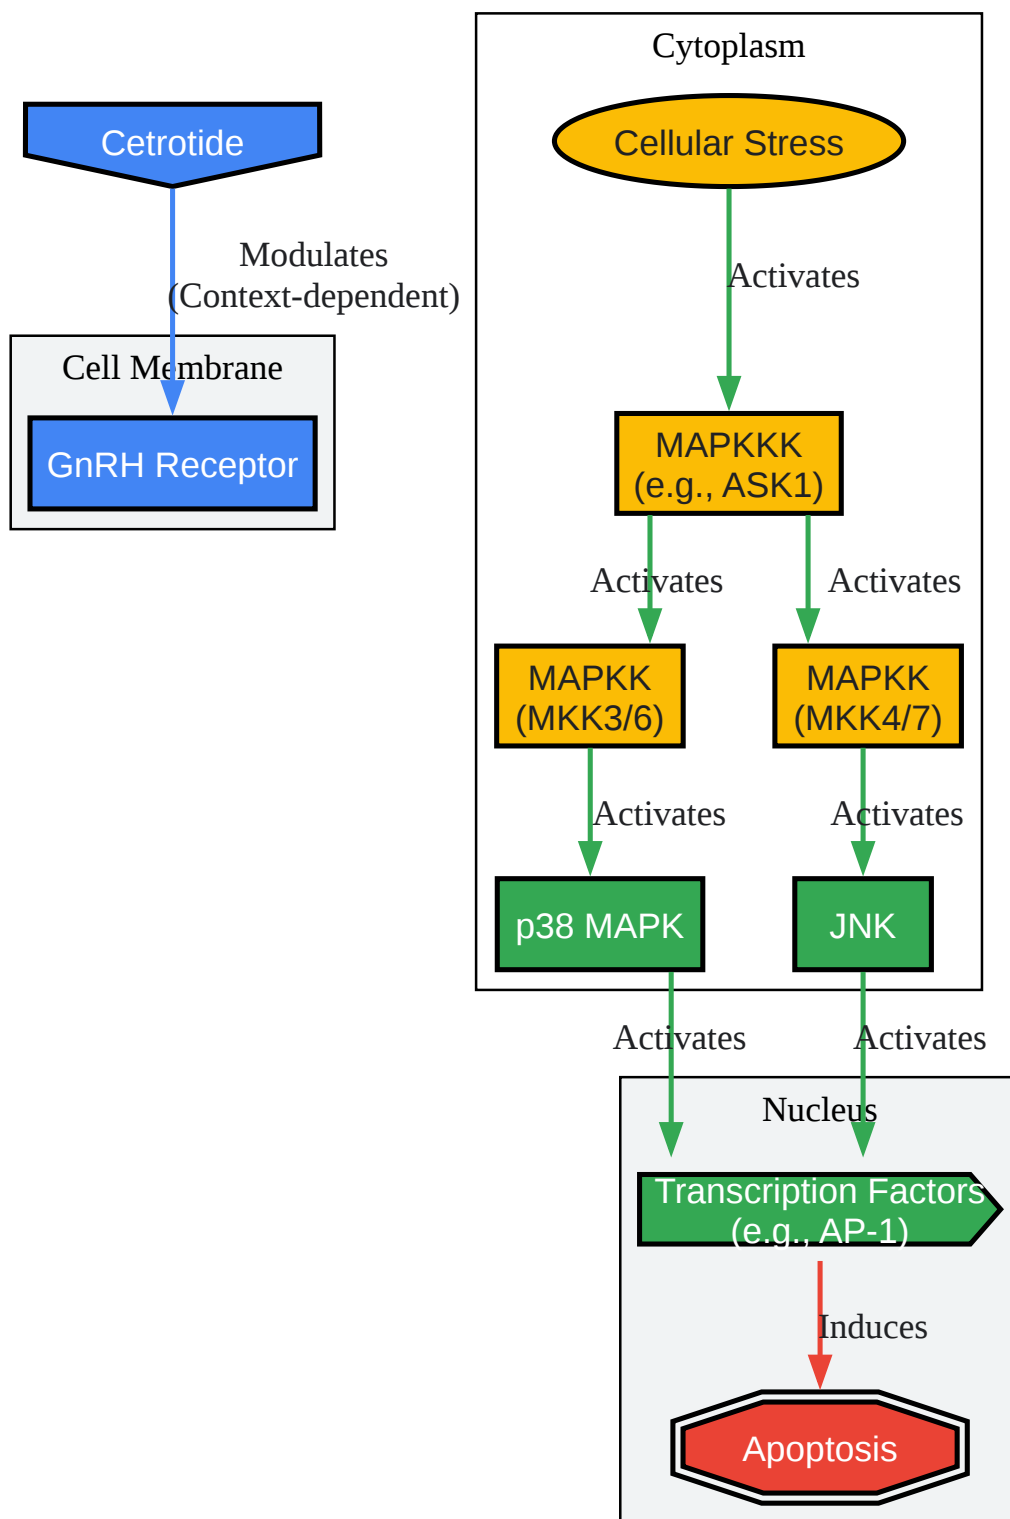 Cytoplasm
Cetrotide
Cellular Stress
Modulates
(Context-dependent)
Activates
Cell Membrane
GnRH Receptor
MAPKKK
(e.g., ASK1)
Activates
Activates
MAPKK
(MKK3/6)
MAPKK
(MKK4/7)
Activates
Activates
p38 MAPK
JNK
Activates
Activates
Nucleus
Transcription Factors
(e.g., AP-1)
Induces
Apoptosis